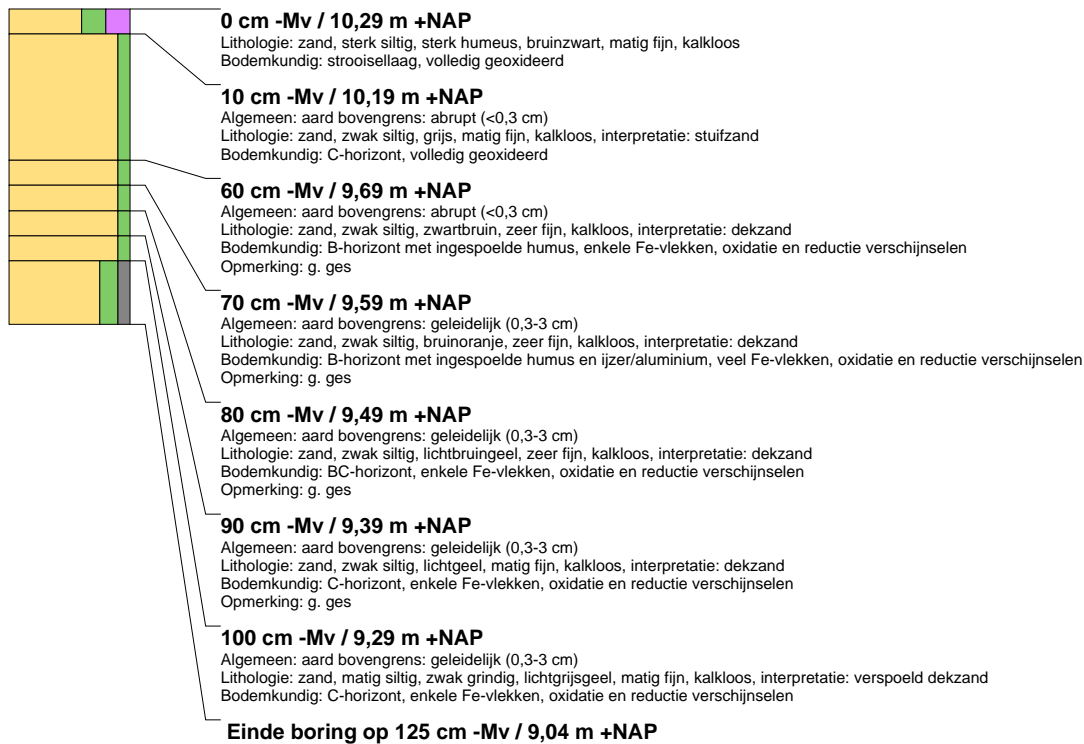 0 cm -Mv / 10,29 m +NAP
Lithologie: zand, sterk siltig, sterk humeus, bruinzwart, matig fijn, kalkloos
Bodemkundig: strooisellaag, volledig geoxideerd
10 cm -Mv / 10,19 m +NAP
Algemeen: aard bovengrens: abrupt (<0,3 cm)
Lithologie: zand, zwak siltig, grijs, matig fijn, kalkloos, interpretatie: stuifzand
Bodemkundig: C-horizont, volledig geoxideerd
60 cm -Mv / 9,69 m +NAP
Algemeen: aard bovengrens: abrupt (<0,3 cm)
Lithologie: zand, zwak siltig, zwartbruin, zeer fijn, kalkloos, interpretatie: dekzand
Bodemkundig: B-horizont met ingespoelde humus, enkele Fe-vlekken, oxidatie en reductie verschijnselen
Opmerking: g. ges
70 cm -Mv / 9,59 m +NAP
Algemeen: aard bovengrens: geleidelijk (0,3-3 cm)
Lithologie: zand, zwak siltig, bruinoranje, zeer fijn, kalkloos, interpretatie: dekzand
Bodemkundig: B-horizont met ingespoelde humus en ijzer/aluminium, veel Fe-vlekken, oxidatie en reductie verschijnselen
Opmerking: g. ges
80 cm -Mv / 9,49 m +NAP
Algemeen: aard bovengrens: geleidelijk (0,3-3 cm)
Lithologie: zand, zwak siltig, lichtbruingeel, zeer fijn, kalkloos, interpretatie: dekzand
Bodemkundig: BC-horizont, enkele Fe-vlekken, oxidatie en reductie verschijnselen
Opmerking: g. ges
90 cm -Mv / 9,39 m +NAP
Algemeen: aard bovengrens: geleidelijk (0,3-3 cm)
Lithologie: zand, zwak siltig, lichtgeel, matig fijn, kalkloos, interpretatie: dekzand
Bodemkundig: C-horizont, enkele Fe-vlekken, oxidatie en reductie verschijnselen
Opmerking: g. ges
100 cm -Mv / 9,29 m +NAP
Algemeen: aard bovengrens: geleidelijk (0,3-3 cm)
Lithologie: zand, matig siltig, zwak grindig, lichtgrijsgeel, matig fijn, kalkloos, interpretatie: verspoeld dekzand
Bodemkundig: C-horizont, enkele Fe-vlekken, oxidatie en reductie verschijnselen
Einde boring op 125 cm -Mv / 9,04 m +NAP